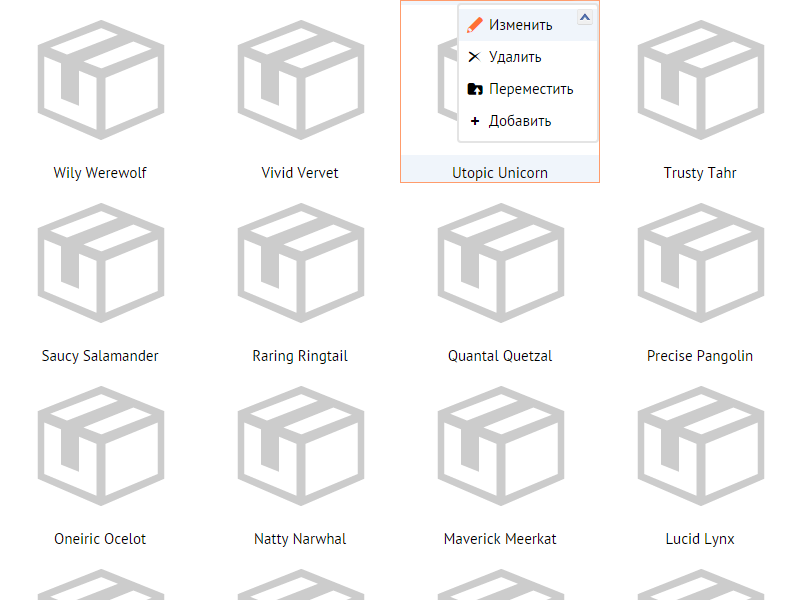 Изменить
Удалить
Переместить
Добавить
Wily Werewolf
Vivid Vervet
Utopic Unicorn
Trusty Tahr
Saucy Salamander
Raring Ringtail
Quantal Quetzal
Precise Pangolin
Oneiric Ocelot
Natty Narwhal
Maverick Meerkat
Lucid Lynx